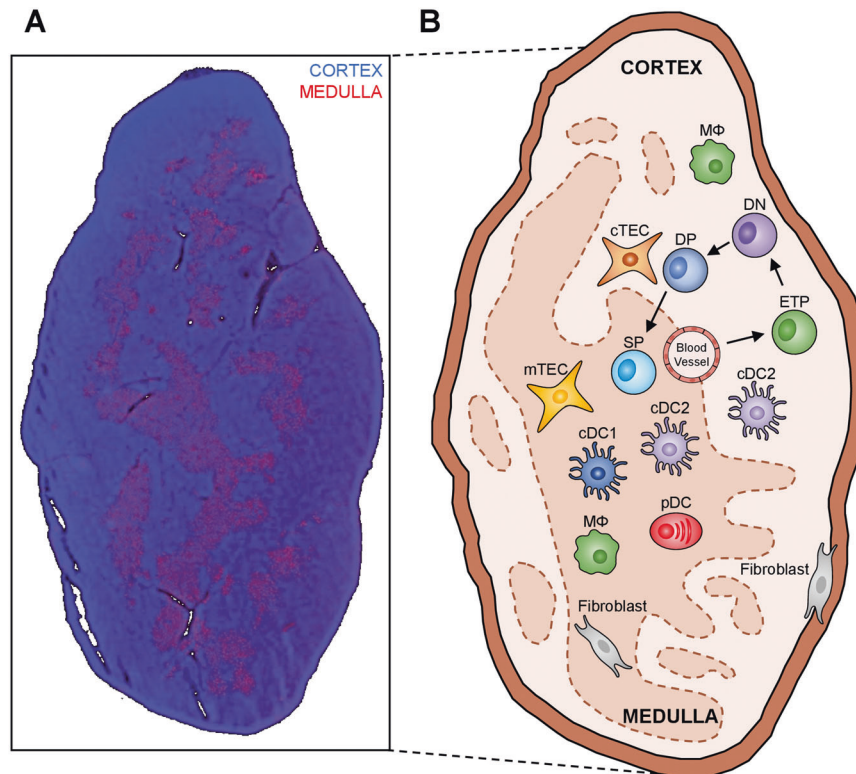 A
CORTEX
MEDULLA
B
CORTEX
MΦ
DN
cTEC
DP
ETP
SP
Blood
Vessel
mTEC
cDC2
cDC2
cDC1
pDC
MΦ
Fibroblast
Fibroblast
MEDULLA